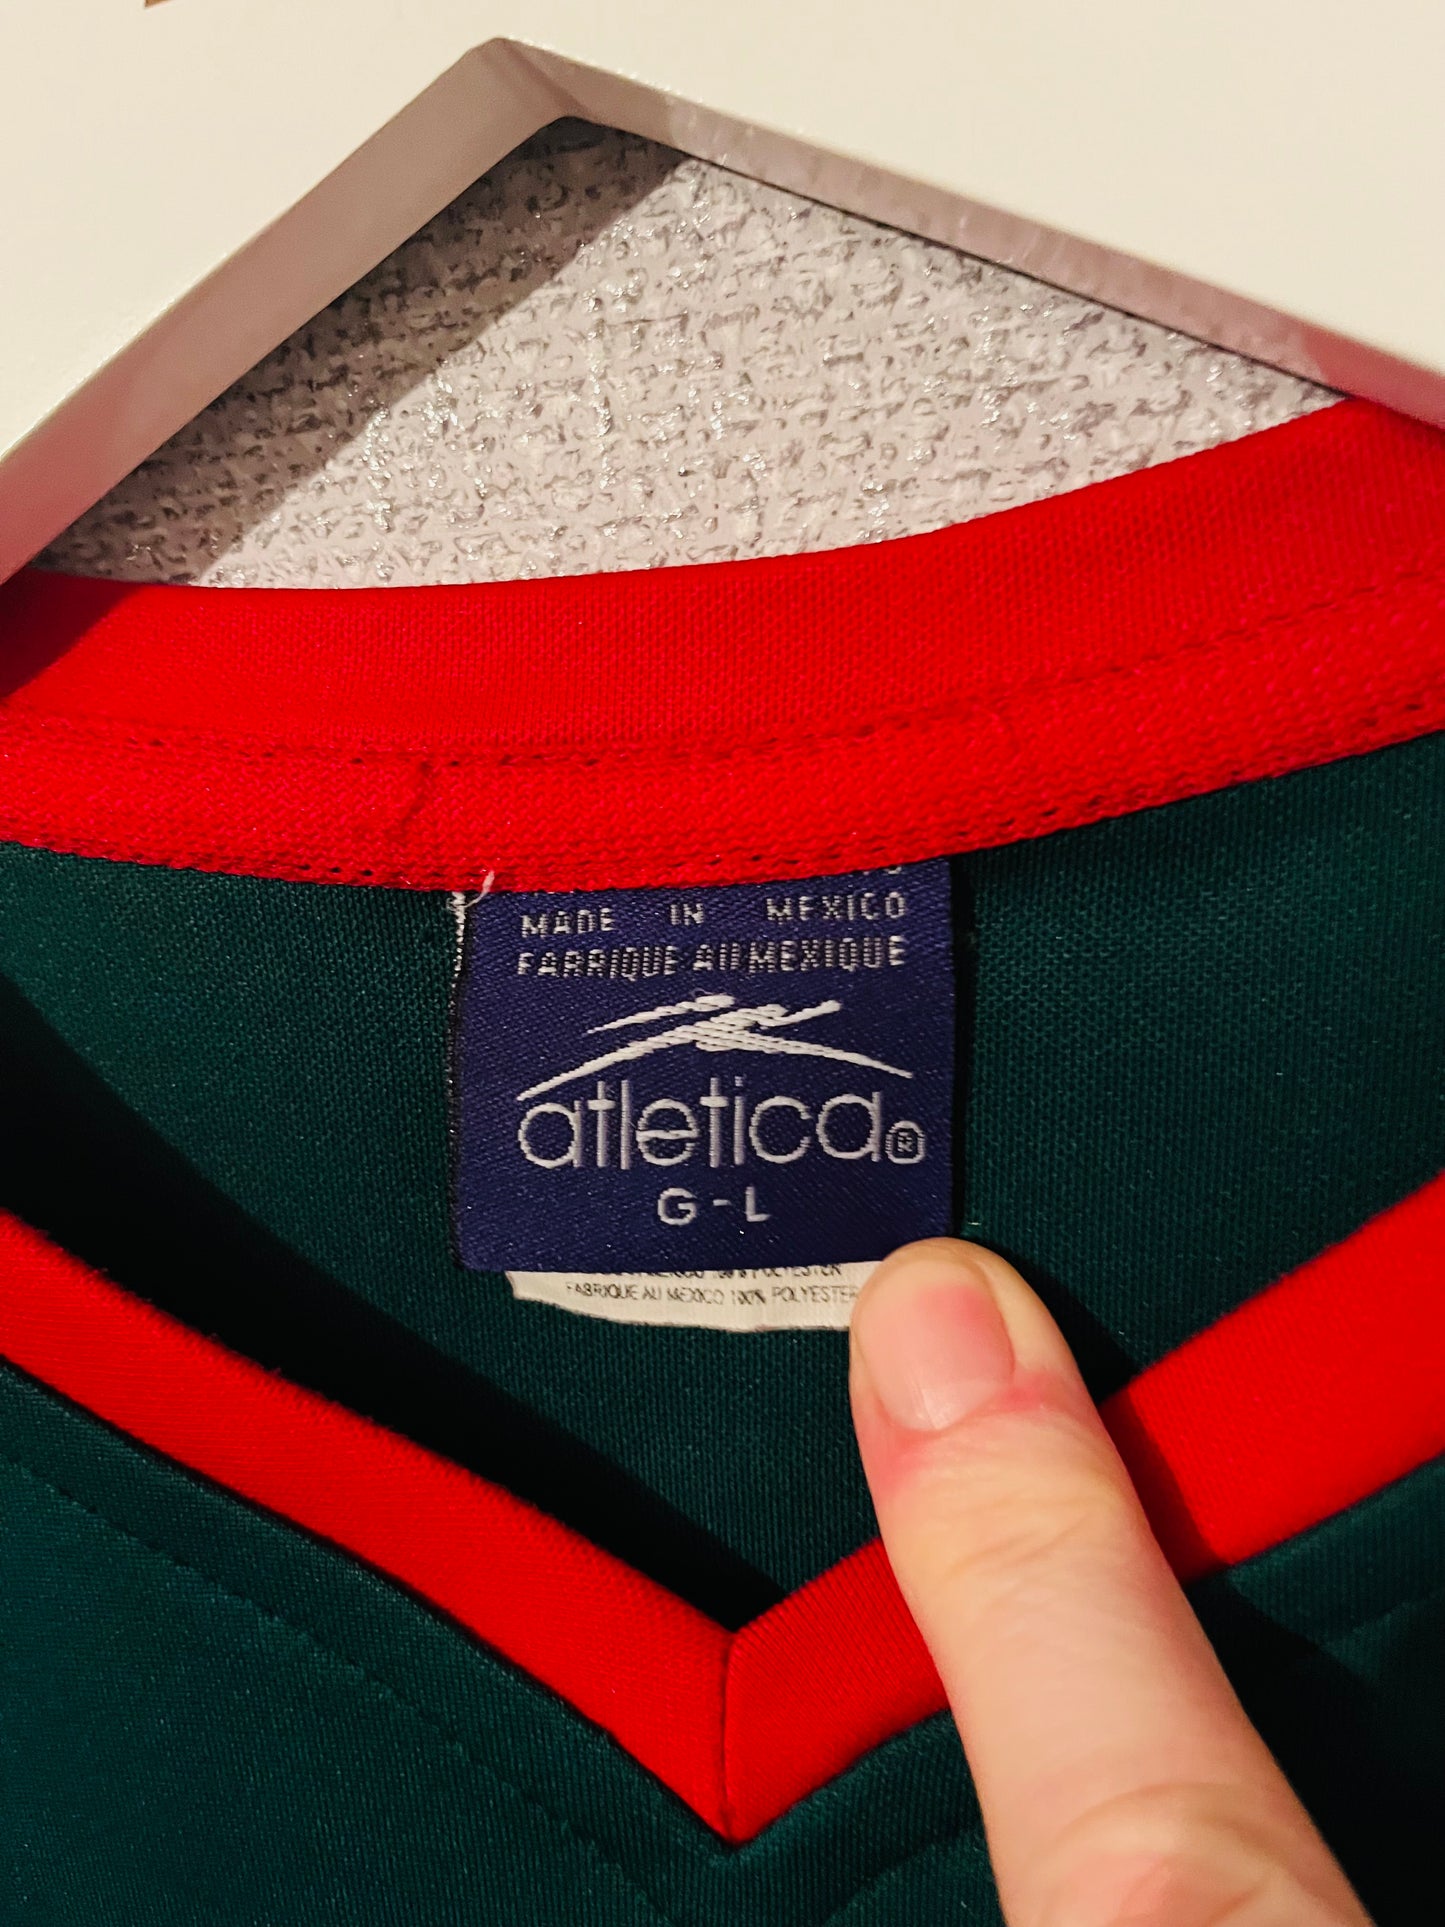 MADE IN MEXICO
FABRIQUE AU MEXIQUE
atletica®
G-L
FABRIQUE AU MEXICO 100% POLYESTER